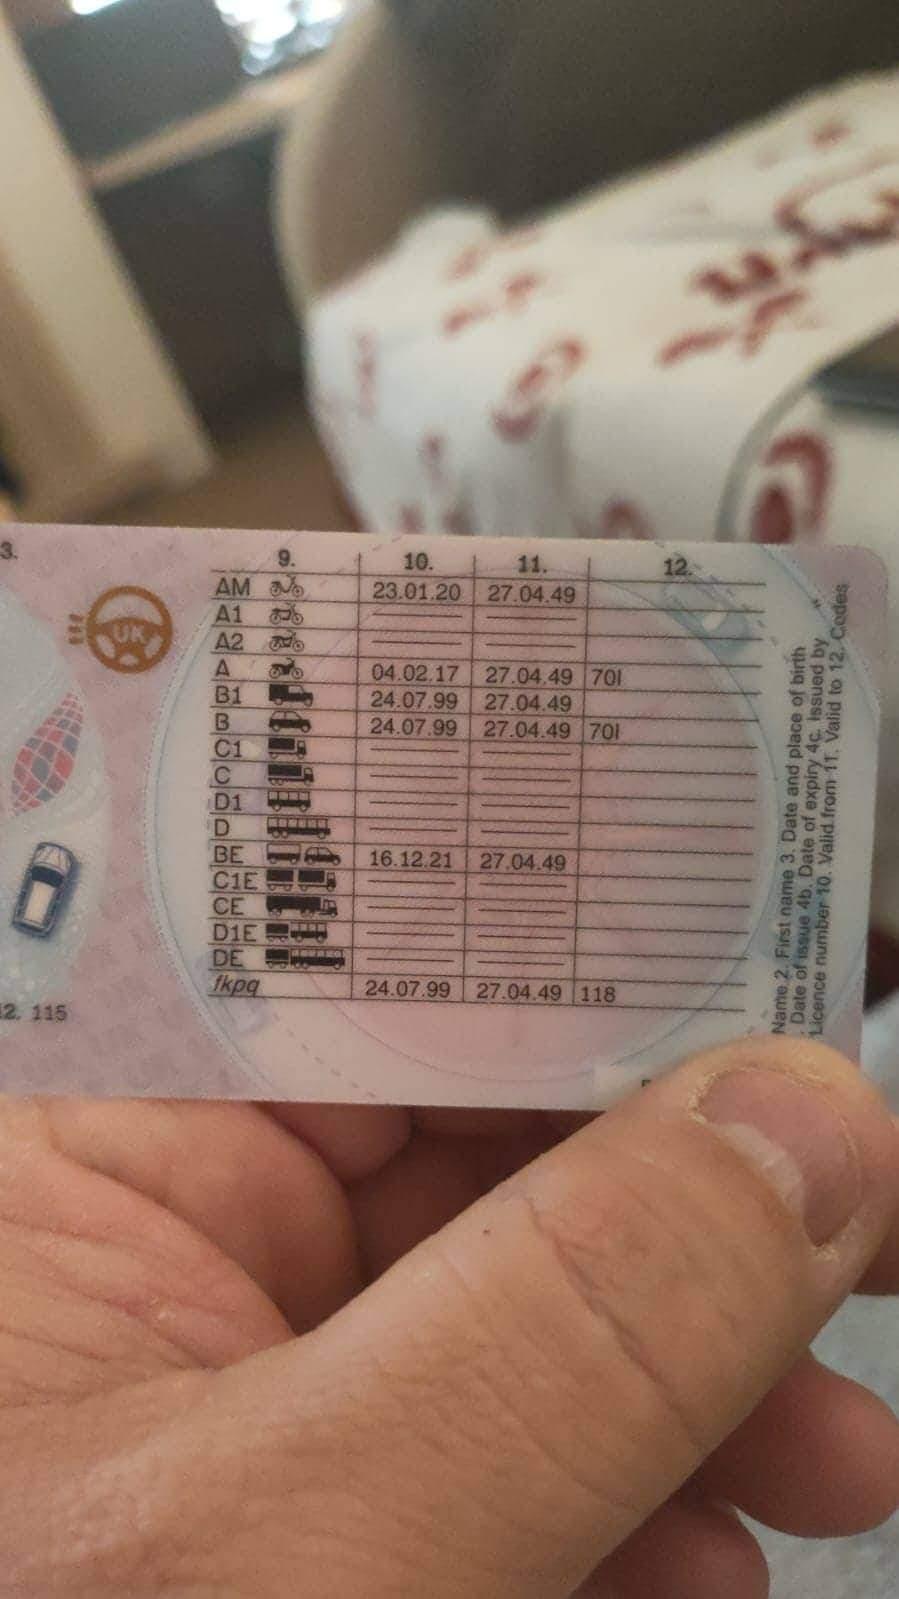 3.
9. 10. 11. 12.
AM 23.01.20 27.04.49
A1
A2
A 04.02.17 27.04.49 70I
B1 24.07.99 27.04.49
B 24.07.99 27.04.49 70I
C1
C
D1
D
BE 16.12.21 27.04.49
C1E
CE
D1E
DE
fkpq 24.07.99 27.04.49 118
UK
12. 115
Name 2. First name 3. Date and place of birth
Date of issue 4b. Date of expiry 4c. Issued by
Licence number 10. Valid from 11. Valid to 12. Codes